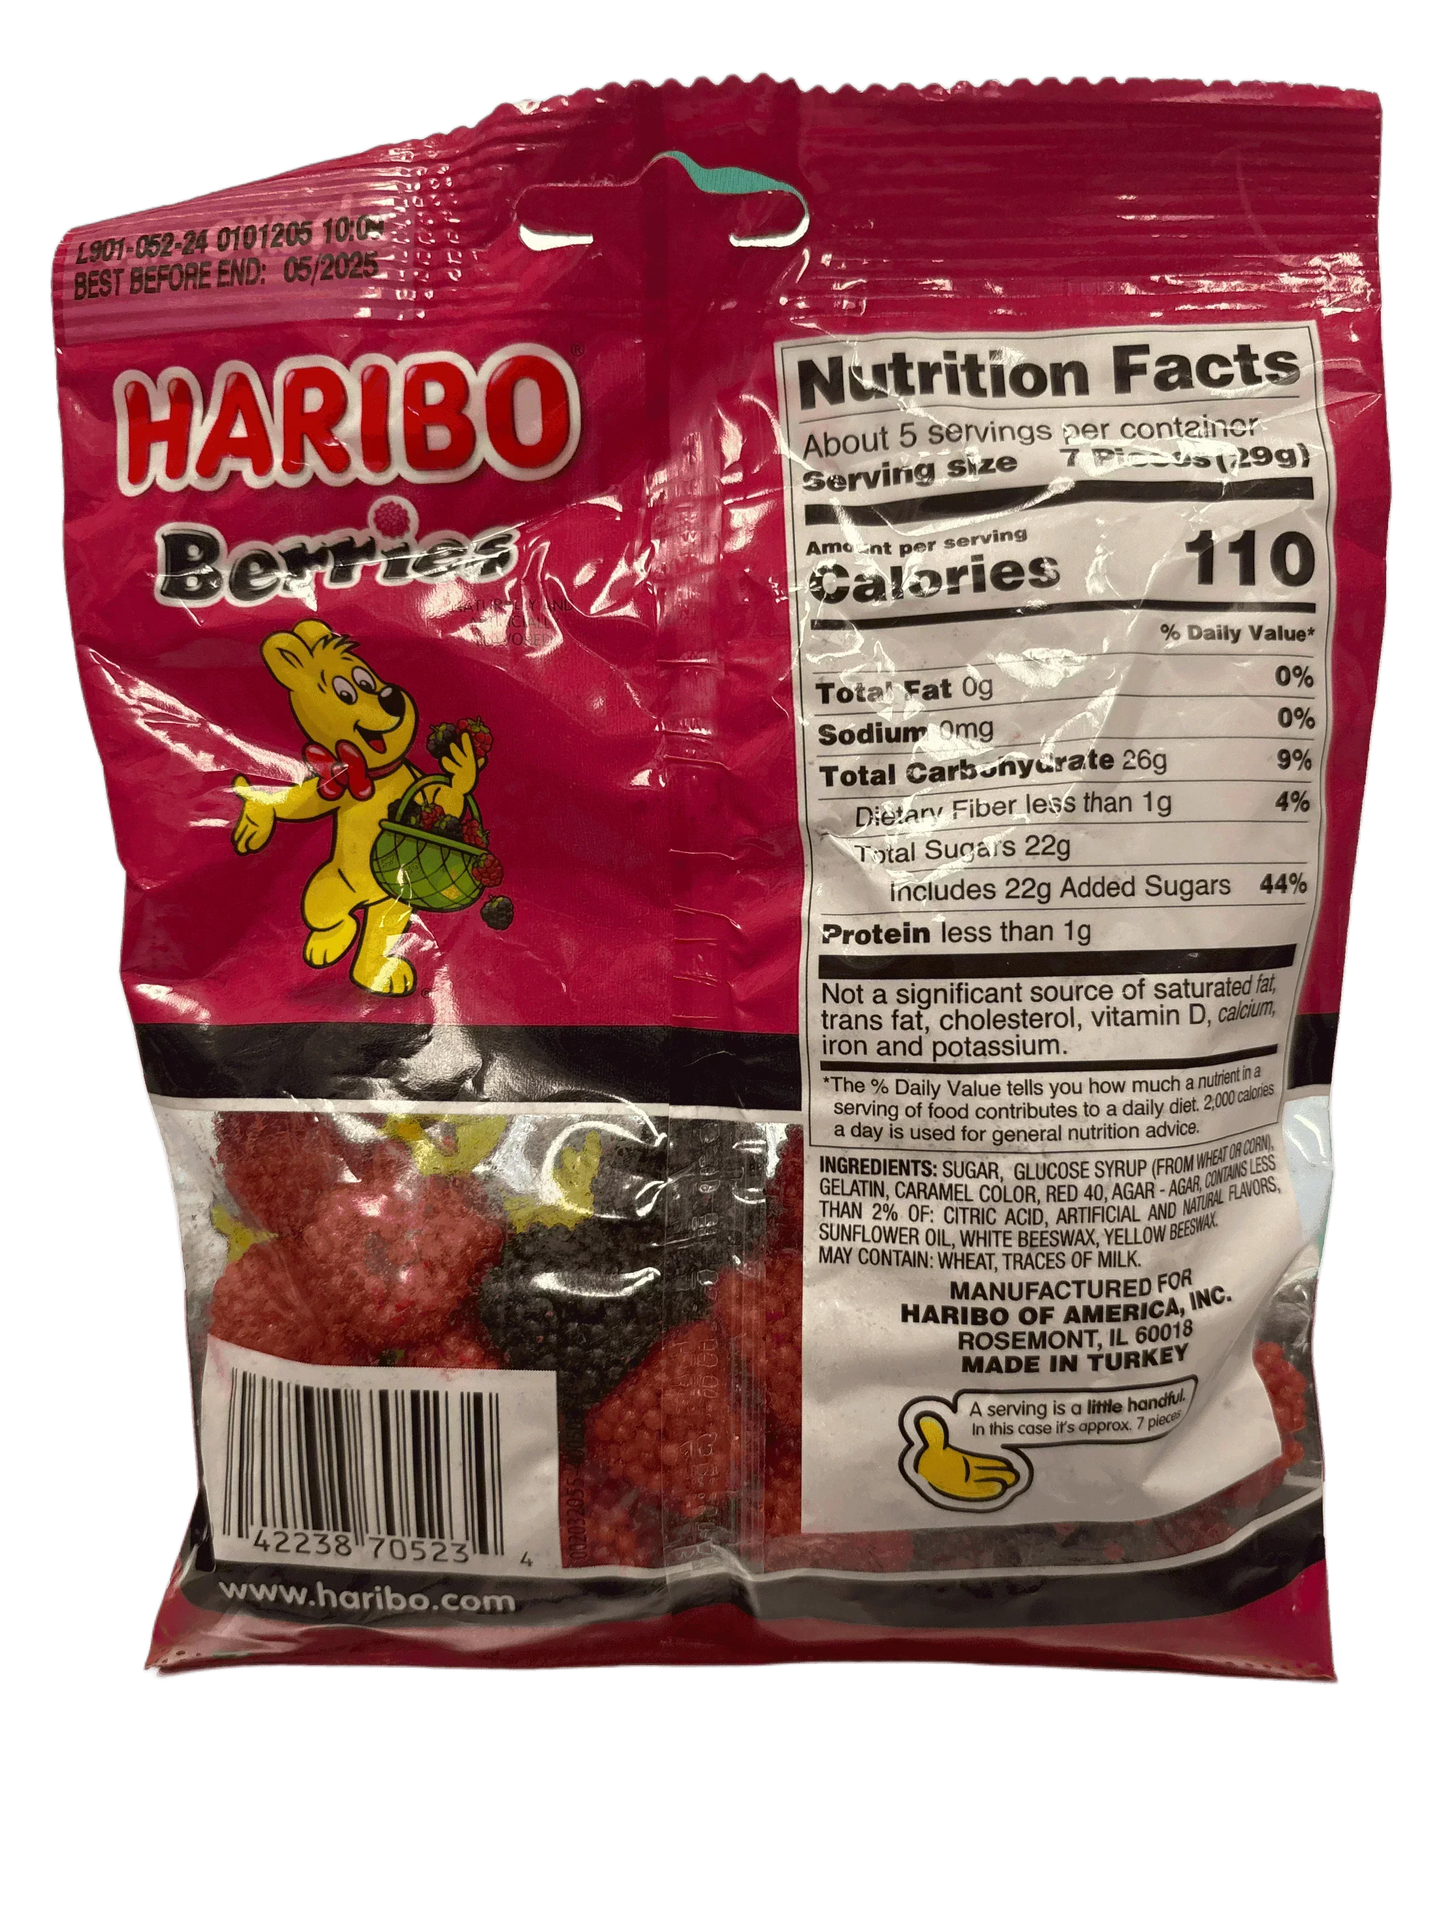 L901-052-24 0101205 10:09
BEST BEFORE END: 05/2025
HARIBO®
Berries
Nutrition Facts
About 5 servings per container
Serving size 7 Pieces (29g)
Amount per serving
Calories 110
% Daily Value*
Total Fat 0g 0%
Sodium 0mg 0%
Total Carbohydrate 26g 9%
Dietary Fiber less than 1g 4%
Total Sugars 22g
Includes 22g Added Sugars 44%
Protein less than 1g
Not a significant source of saturated fat,
trans fat, cholesterol, vitamin D, calcium,
iron and potassium.
*The % Daily Value tells you how much a nutrient in a
serving of food contributes to a daily diet. 2,000 calories
a day is used for general nutrition advice.
INGREDIENTS: SUGAR, GLUCOSE SYRUP (FROM WHEAT OR CORN),
GELATIN, CARAMEL COLOR, RED 40, AGAR - AGAR, CONTAINS LESS
THAN 2% OF: CITRIC ACID, ARTIFICIAL AND NATURAL FLAVORS,
SUNFLOWER OIL, WHITE BEESWAX, YELLOW BEESWAX.
MAY CONTAIN: WHEAT, TRACES OF MILK.
MANUFACTURED FOR
HARIBO OF AMERICA, INC.
ROSEMONT, IL 60018
MADE IN TURKEY
A serving is a little handful.
In this case it's approx. 7 pieces
42238 70523 4
www.haribo.com